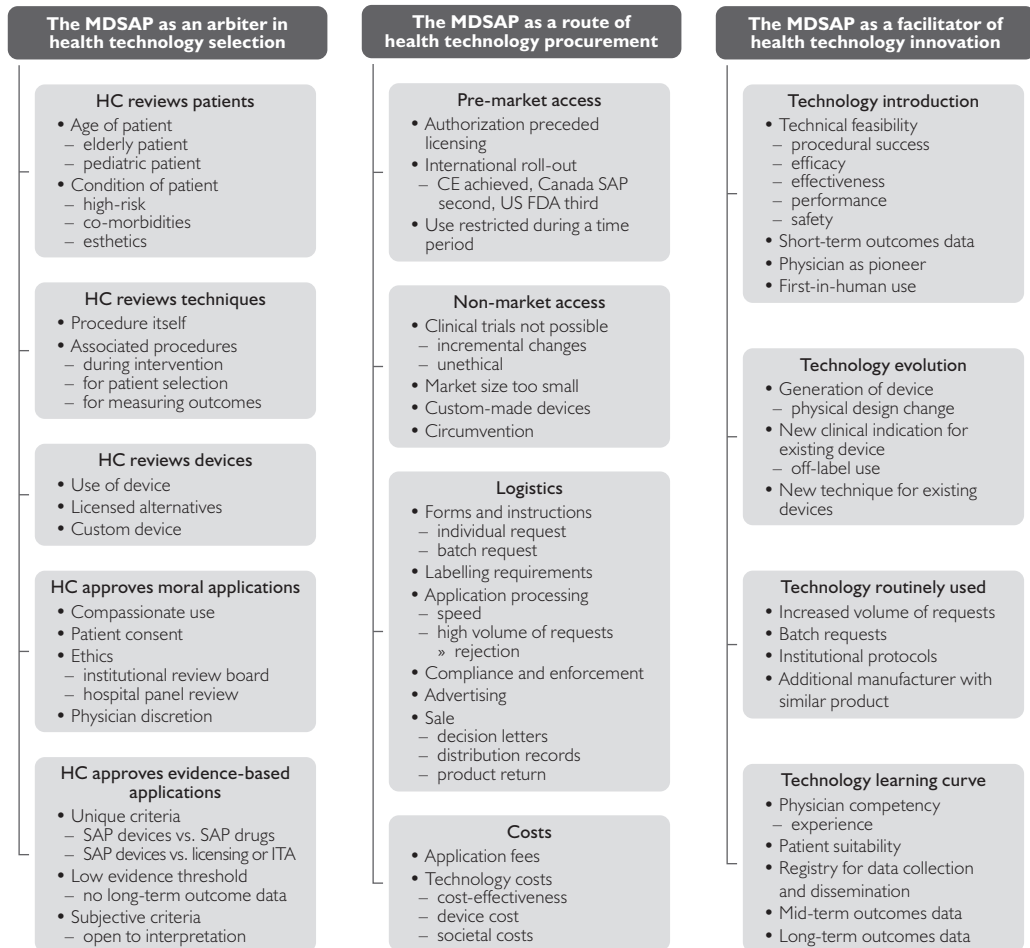 The MDSAP as an arbiter in
health technology selection
HC reviews patients
• Age of patient
– elderly patient
– pediatric patient
• Condition of patient
– high-risk
– co-morbidities
– esthetics
HC reviews techniques
• Procedure itself
• Associated procedures
– during intervention
– for patient selection
– for measuring outcomes
HC reviews devices
• Use of device
• Licensed alternatives
• Custom device
HC approves moral applications
• Compassionate use
• Patient consent
• Ethics
– institutional review board
– hospital panel review
• Physician discretion
HC approves evidence-based
applications
• Unique criteria
– SAP devices vs. SAP drugs
– SAP devices vs. licensing or ITA
• Low evidence threshold
– no long-term outcome data
• Subjective criteria
– open to interpretation
The MDSAP as a route of
health technology procurement
Pre-market access
• Authorization preceded
licensing
• International roll-out
– CE achieved, Canada SAP
second, US FDA third
• Use restricted during a time
period
Non-market access
• Clinical trials not possible
– incremental changes
– unethical
• Market size too small
• Custom-made devices
• Circumvention
Logistics
• Forms and instructions
– individual request
– batch request
• Labelling requirements
• Application processing
– speed
– high volume of requests
» rejection
• Compliance and enforcement
• Advertising
• Sale
– decision letters
– distribution records
– product return
Costs
• Application fees
• Technology costs
– cost-effectiveness
– device cost
– societal costs
The MDSAP as a facilitator of
health technology innovation
Technology introduction
• Technical feasibility
– procedural success
– efficacy
– effectiveness
– performance
– safety
• Short-term outcomes data
• Physician as pioneer
• First-in-human use
Technology evolution
• Generation of device
– physical design change
• New clinical indication for
existing device
– off-label use
• New technique for existing
devices
Technology routinely used
• Increased volume of requests
• Batch requests
• Institutional protocols
• Additional manufacturer with
similar product
Technology learning curve
• Physician competency
– experience
• Patient suitability
• Registry for data collection
and dissemination
• Mid-term outcomes data
• Long-term outcomes data